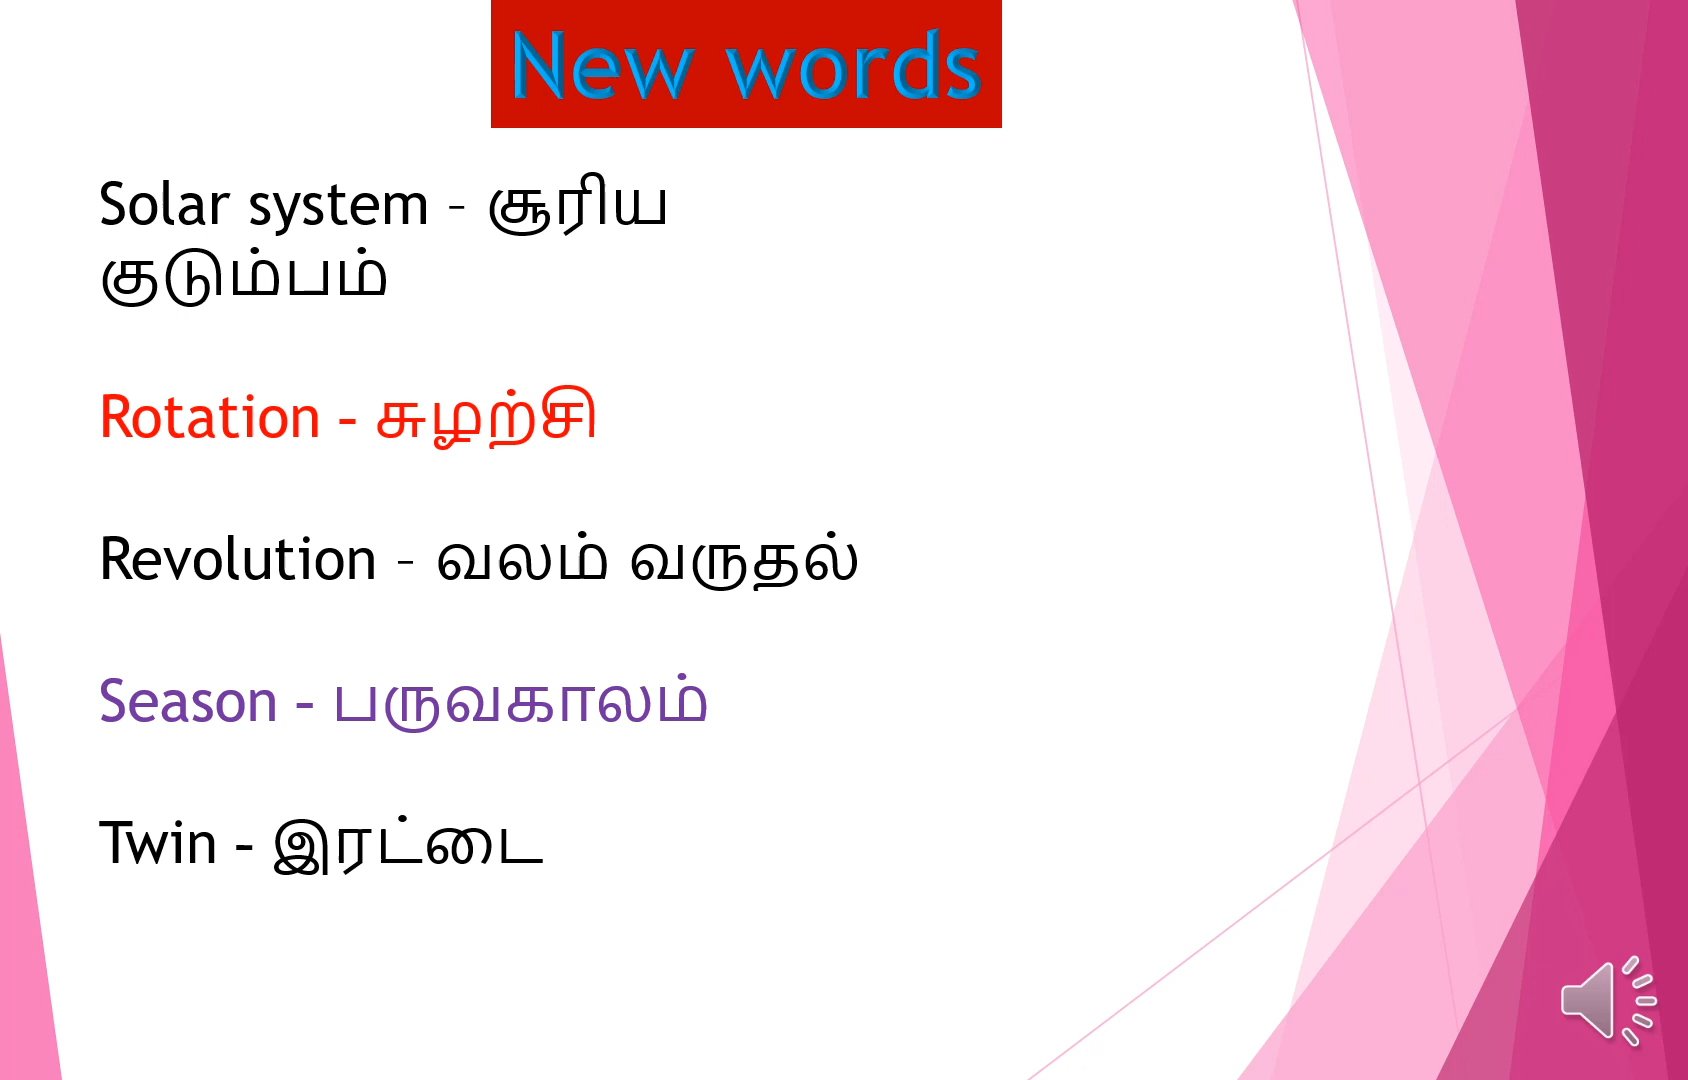 New words
Solar system – சூரிய
குடும்பம்
Rotation - சுழற்சி
Revolution – வலம் வருதல்
Season - பருவகாலம்
Twin - இரட்டை